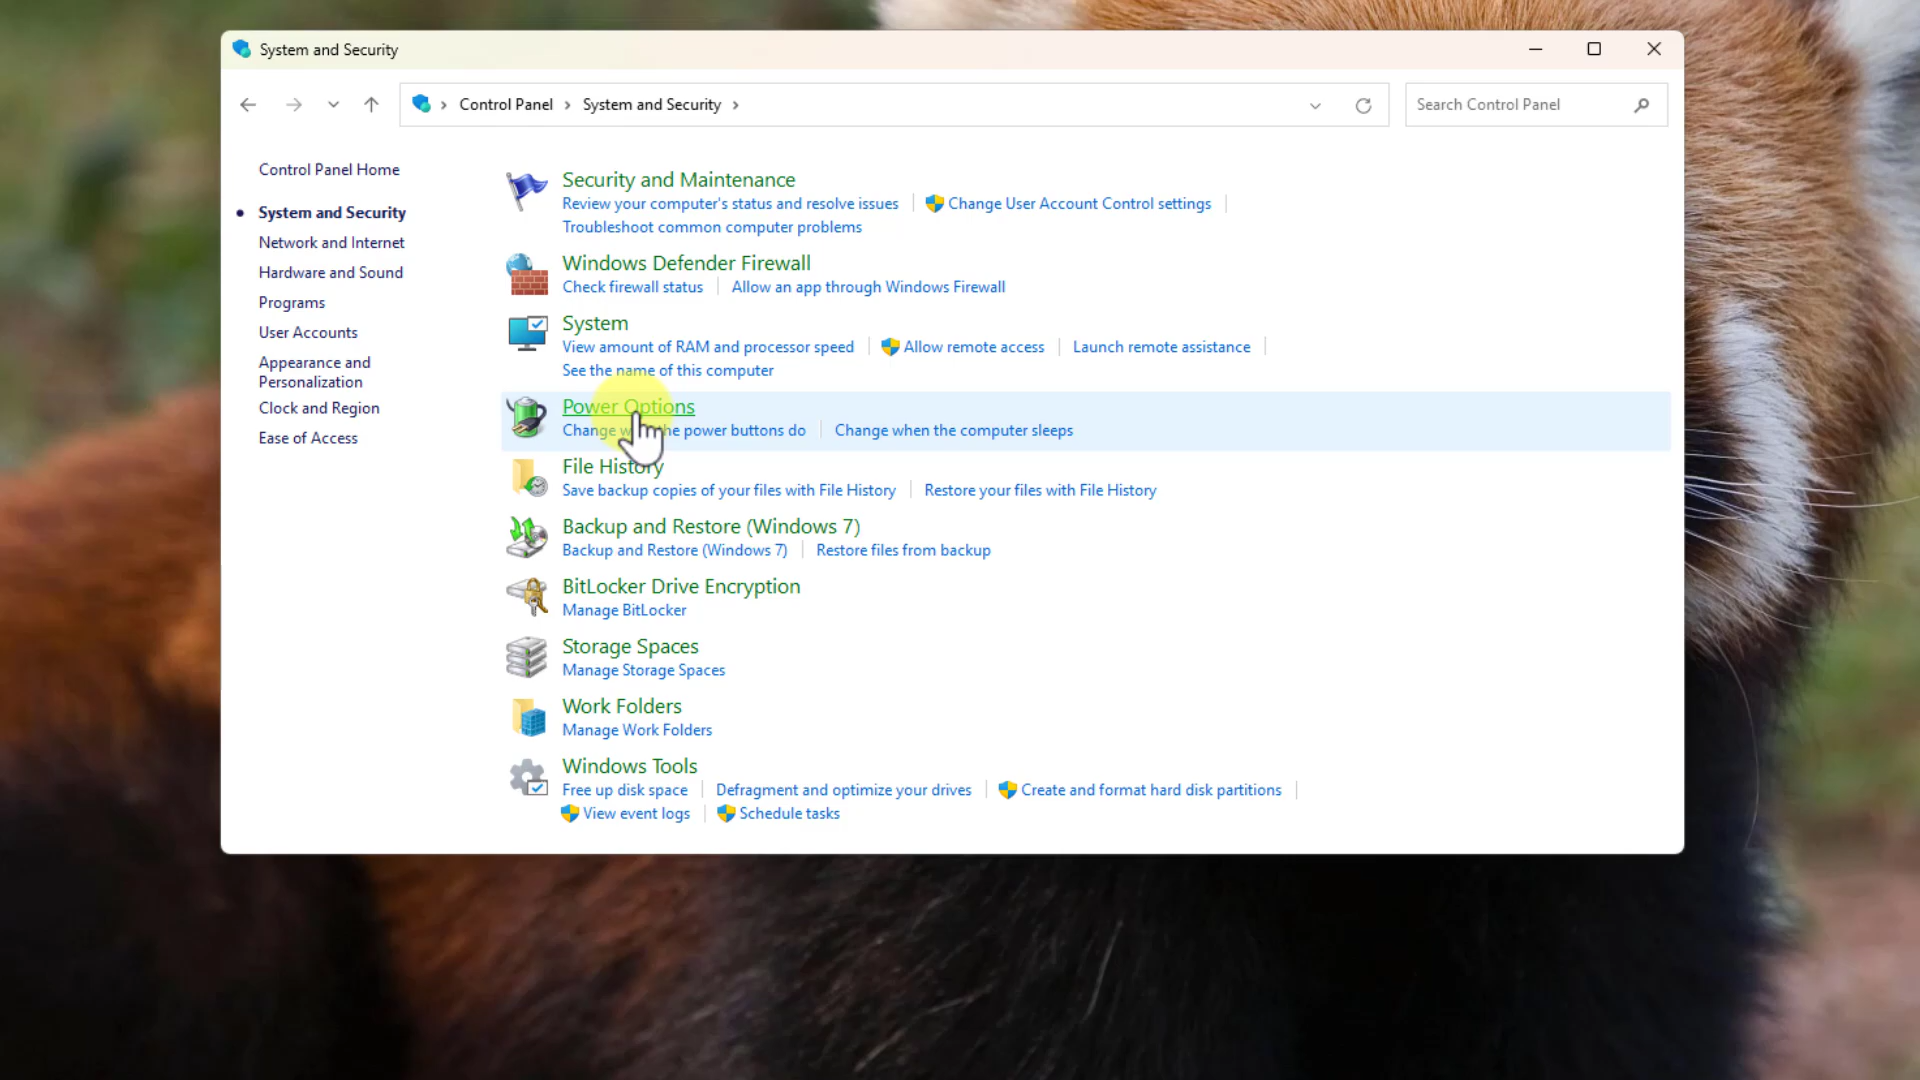 System and Security
Control Panel > System and Security >
Search Control Panel
Control Panel Home
System and Security
Network and Internet
Hardware and Sound
Programs
User Accounts
Appearance and
Personalization
Clock and Region
Ease of Access
Security and Maintenance
Review your computer's status and resolve issues | Change User Account Control settings |
Troubleshoot common computer problems
Windows Defender Firewall
Check firewall status | Allow an app through Windows Firewall
System
View amount of RAM and processor speed | Allow remote access | Launch remote assistance |
See the name of this computer
Power Options
Change the power buttons do | Change when the computer sleeps
File History
Save backup copies of your files with File History | Restore your files with File History
Backup and Restore (Windows 7)
Backup and Restore (Windows 7) | Restore files from backup
BitLocker Drive Encryption
Manage BitLocker
Storage Spaces
Manage Storage Spaces
Work Folders
Manage Work Folders
Windows Tools
Free up disk space | Defragment and optimize your drives | Create and format hard disk partitions |
View event logs | Schedule tasks